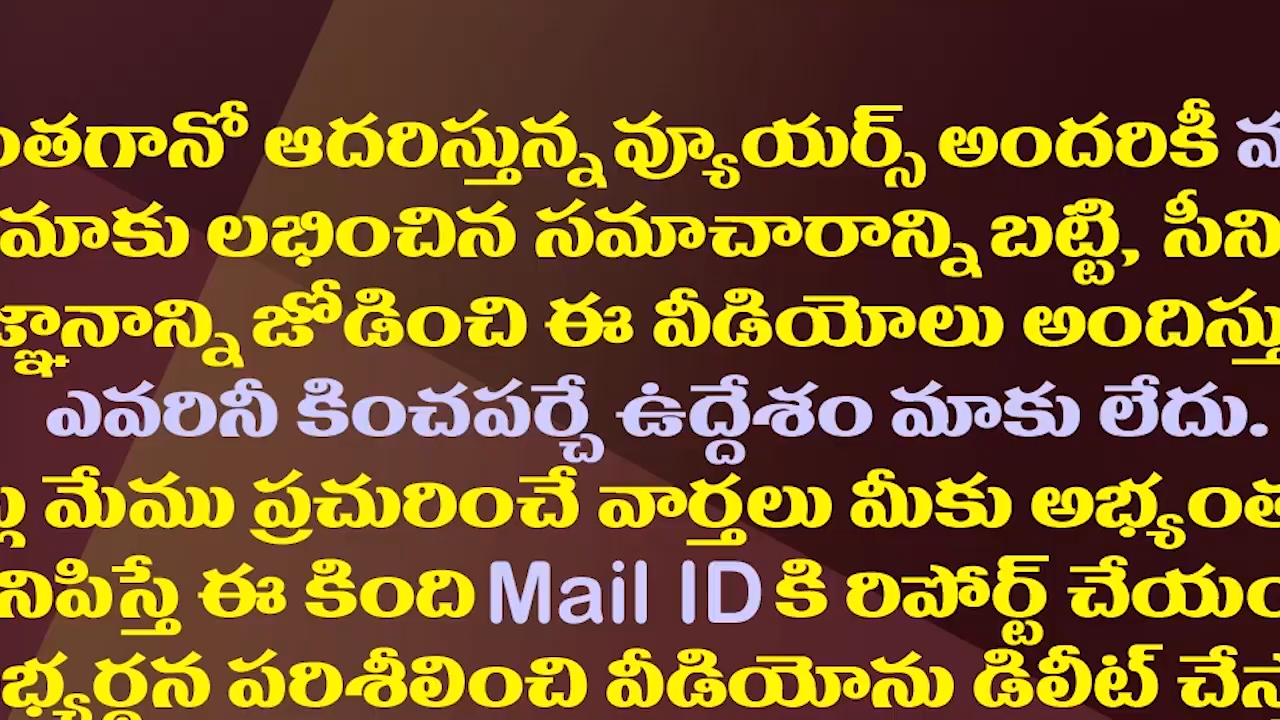 ంతగానో ఆదరిస్తున్న వ్యూయర్స్ అందరికీ
మాకు లభించిన సమాచారాన్ని బట్టి, సీని
జ్ఞానాన్ని జోడించి ఈ వీడియోలు అందిస్తు
ఎవరినీ కించపర్చే ఉద్దేశం మాకు లేదు.
మేము ప్రచురించే వార్తలు మీకు అభ్యంత
నిపిస్తే ఈ కింది Mail ID కి రిపోర్ట్ చేయం
భ్యర్థన పరిశీలించి వీడియోను డిలీట్ చేస